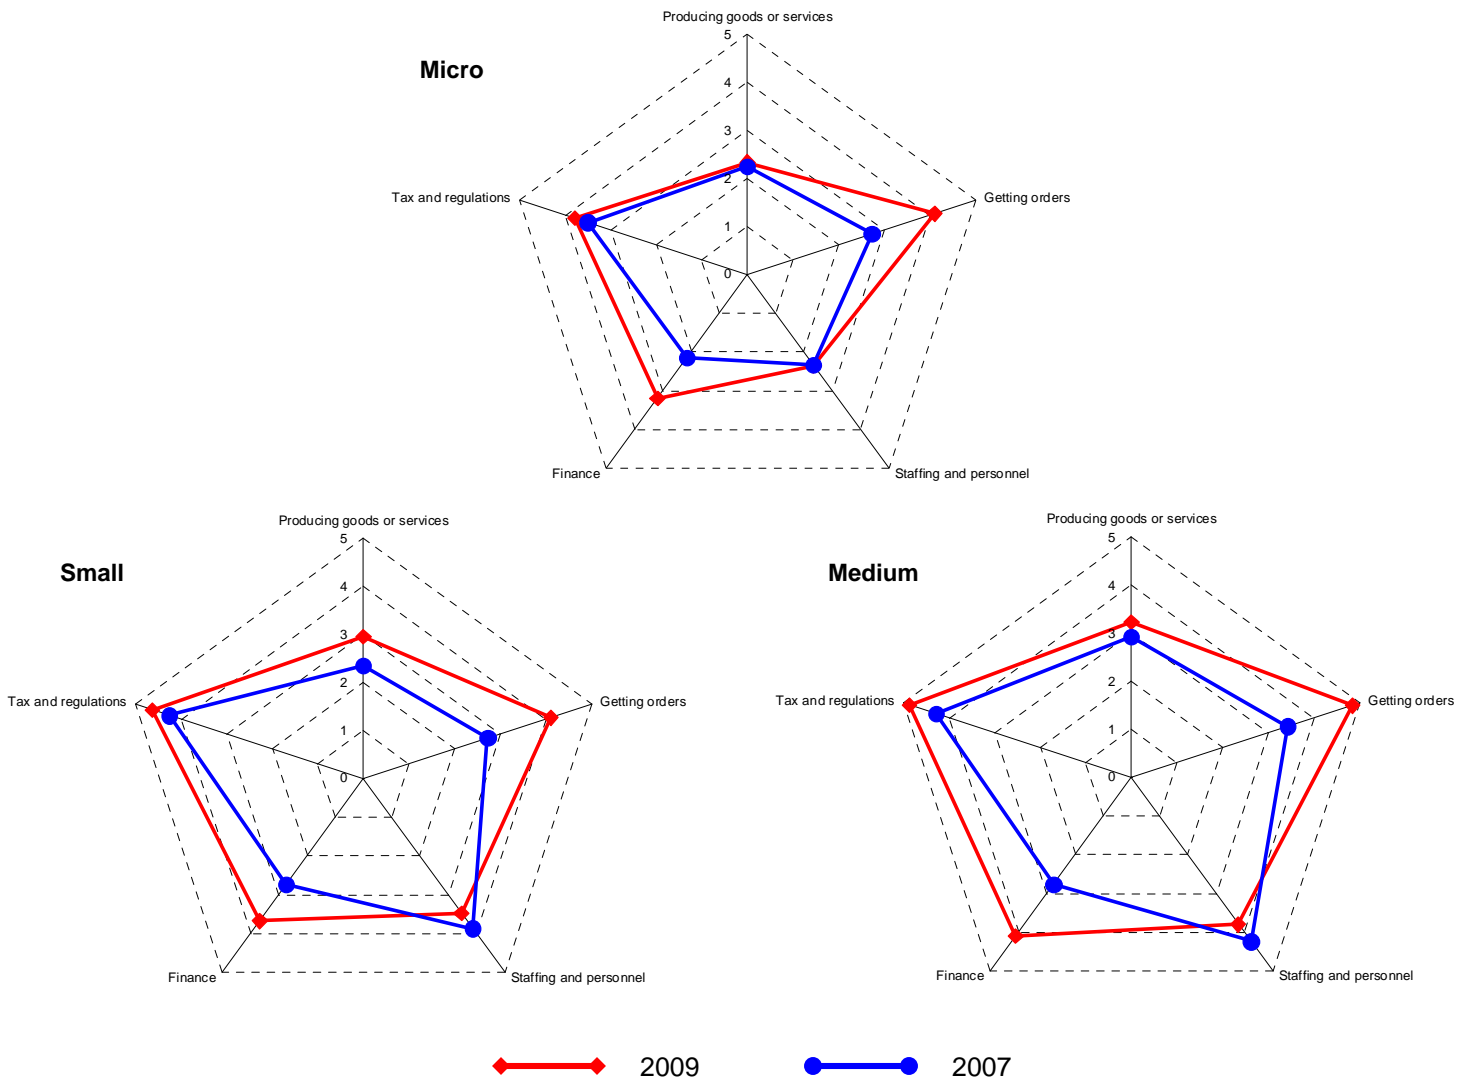 Producing goods or services
5
Micro
4
3
2
Tax and regulations
Getting orders
1
0
Finance
Staffing and personnel
Producing goods or services
5
Small
4
3
2
Tax and regulations
Getting orders
1
0
Finance
Staffing and personnel
Producing goods or services
5
Medium
4
3
2
Tax and regulations
Getting orders
1
0
Finance
Staffing and personnel
2009
2007